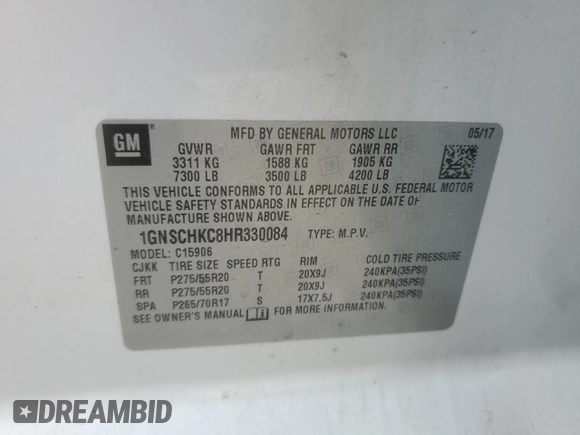 GM ®
MFD BY GENERAL MOTORS LLC 05/17
GVWR GAWR FRT GAWR RR
3311 KG 1588 KG 1905 KG
7300 LB 3500 LB 4200 LB
THIS VEHICLE CONFORMS TO ALL APPLICABLE U.S. FEDERAL MOTOR
VEHICLE SAFETY STANDARDS IN EFFECT ON THE DATE OF
MANUFACTURE SHOWN ABOVE.
1GNSCHKC8HR330084 TYPE: M.P.V.
MODEL: C15906
CJKK TIRE SIZE SPEED RTG RIM COLD TIRE PRESSURE
FRT P275/55R20 T 20X9J 240KPA(35PSI)
RR P275/55R20 T 20X9J 240KPA(35PSI)
SPA P265/70R17 S 17X7.5J 240KPA(35PSI)
SEE OWNER'S MANUAL FOR MORE INFORMATION.
DREAMBID